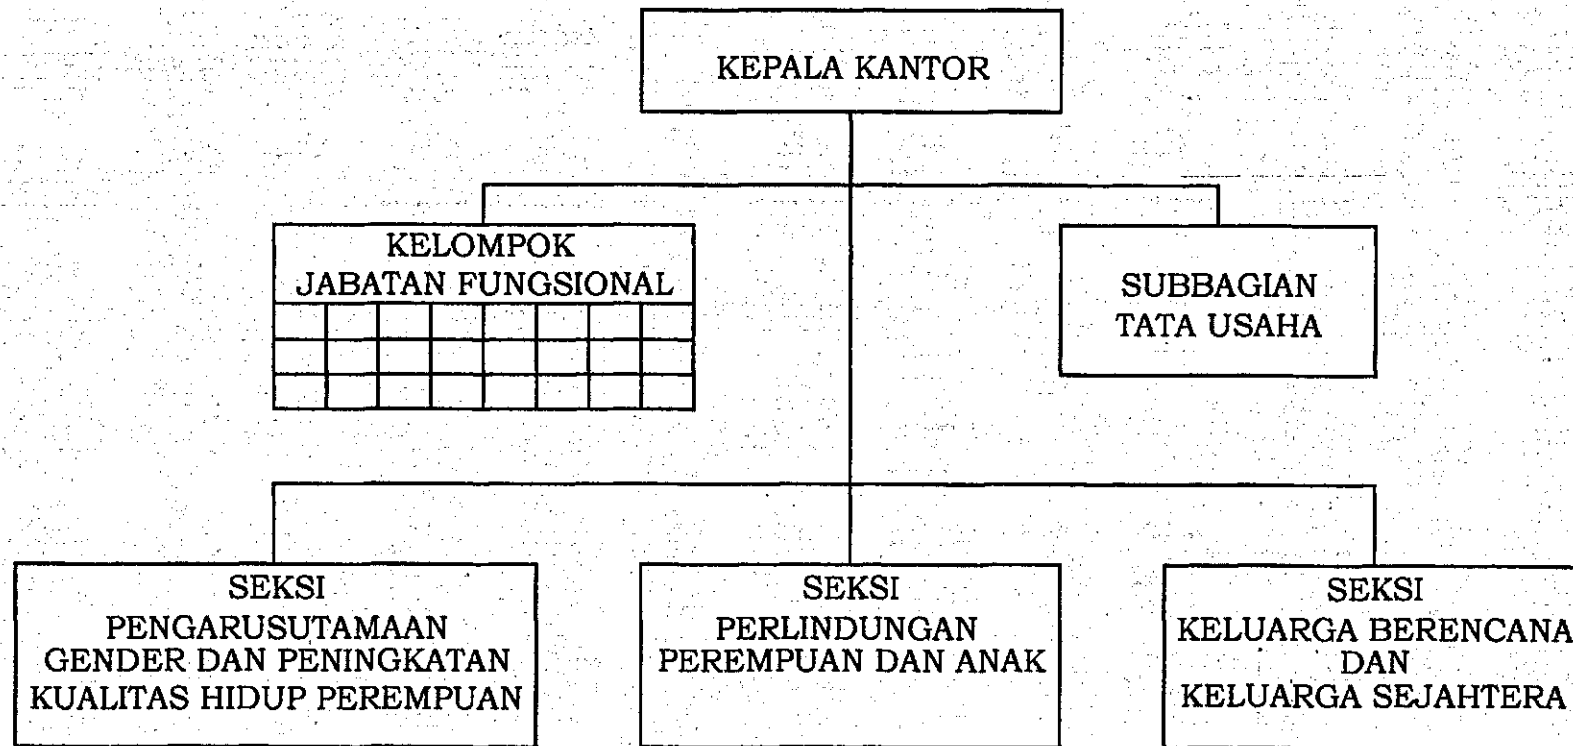 KEPALA KANTOR
KELOMPOK
JABATAN FUNGSIONAL
SUBBAGIAN
TATA USAHA
SEKSI
PENGARUSUTAMAAN
GENDER DAN PENINGKATAN
KUALITAS HIDUP PEREMPUAN
SEKSI
PERLINDUNGAN
PEREMPUAN DAN ANAK
SEKSI
KELUARGA BERENCANA
DAN
KELUARGA SEJAHTERA